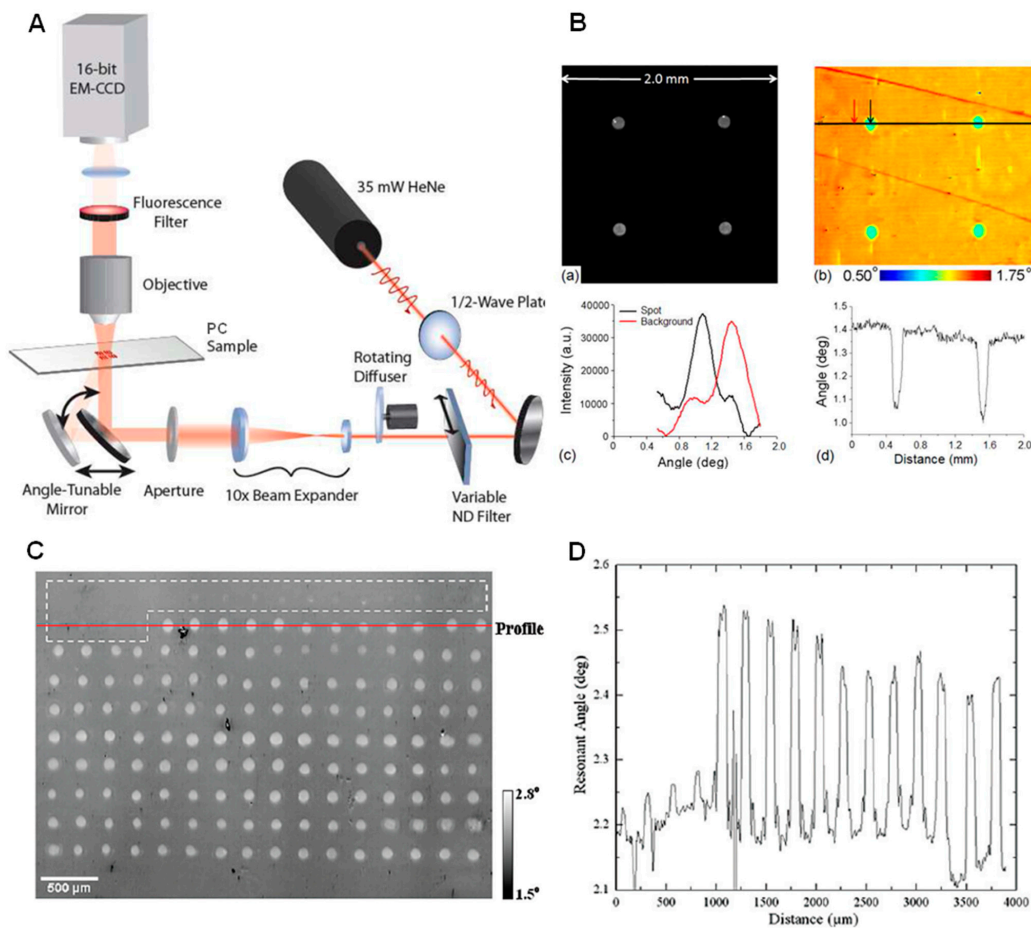 A
16-bit
EM-CCD
Fluorescence
Filter
Objective
PC
Sample
35 mW HeNe
1/2-Wave Plate
Rotating
Diffuser
Angle-Tunable
Mirror
Aperture
10x Beam Expander
Variable
ND Filter
B
2.0 mm
(a)
(b)
0.50°
1.75°
40000
30000
20000
10000
0
Intensity (a.u.)
Spot
Background
0.0 0.4 0.8 1.2 1.6 2.0
Angle (deg)
(c)
1.5
1.4
1.3
1.2
1.1
1.0
Angle (deg)
0.0 0.4 0.8 1.2 1.6 2.0
Distance (mm)
(d)
C
Profile
2.8°
1.5°
500 µm
D
2.6
2.5
2.4
2.3
2.2
2.1
Resonant Angle (deg)
0 500 1000 1500 2000 2500 3000 3500 4000
Distance (µm)